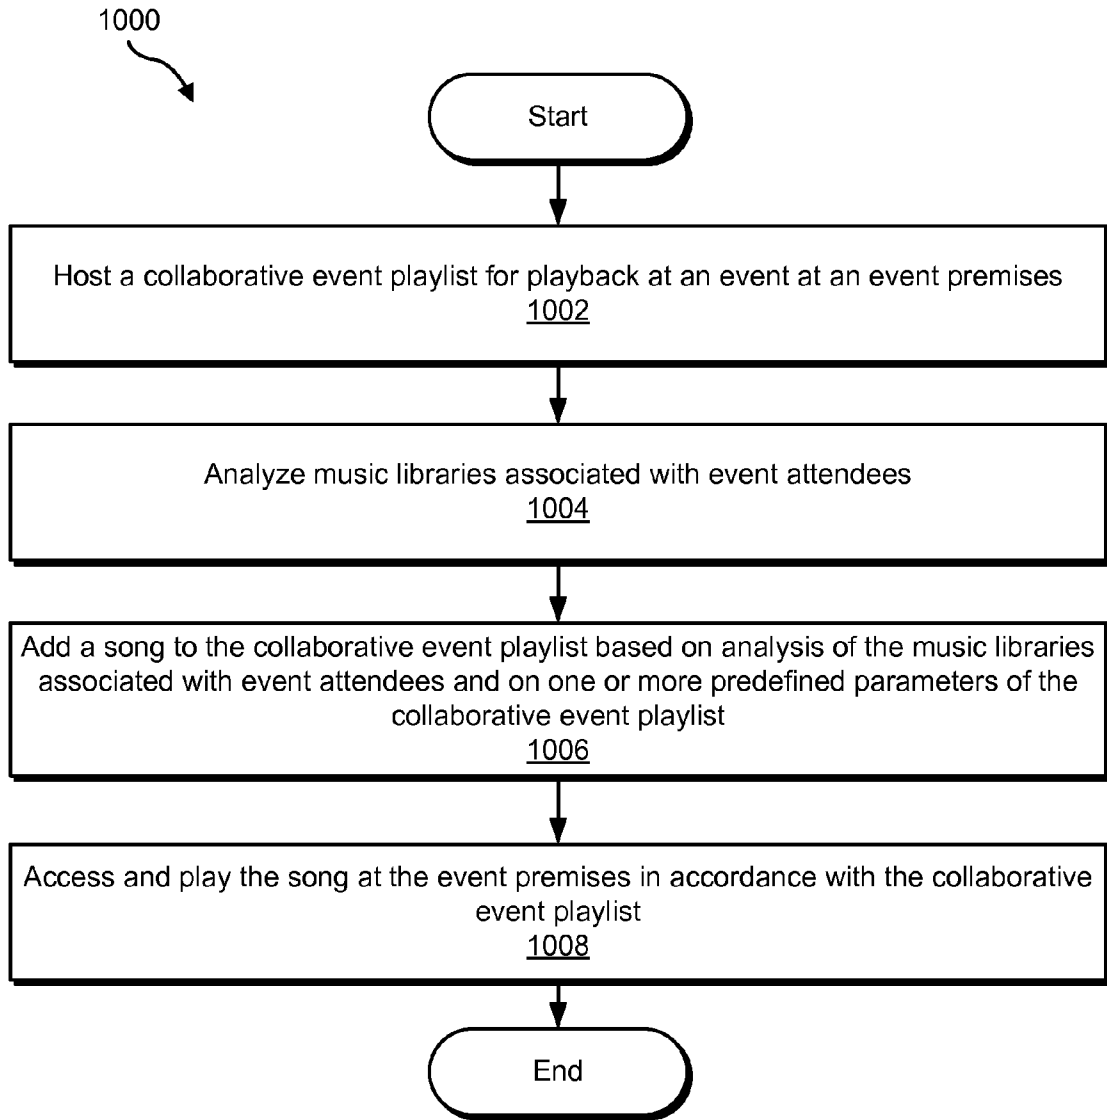 1000
Start
Host a collaborative event playlist for playback at an event at an event premises
1002
Analyze music libraries associated with event attendees
1004
Add a song to the collaborative event playlist based on analysis of the music libraries
associated with event attendees and on one or more predefined parameters of the
collaborative event playlist
1006
Access and play the song at the event premises in accordance with the collaborative
event playlist
1008
End